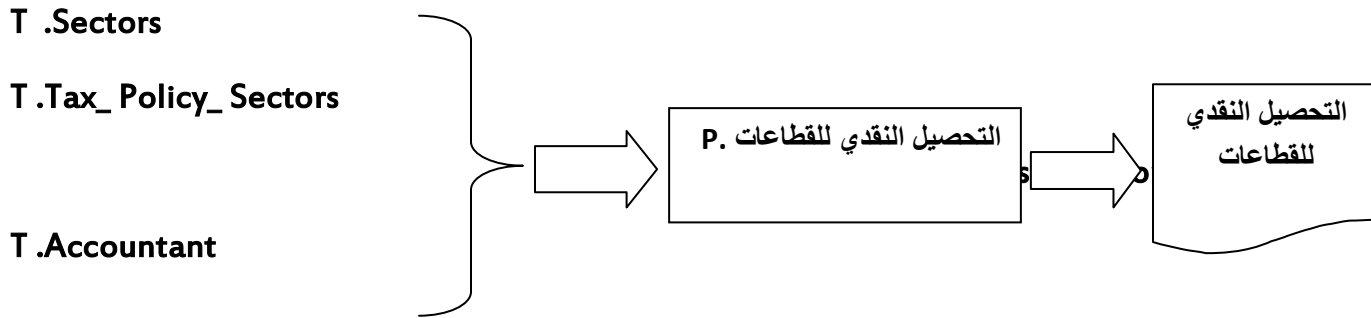 T .Sectors
T .Tax_ Policy_ Sectors
P. التحصيل النقدي للقطاعات
التحصيل النقدي
للقطاعات
T .Accountant